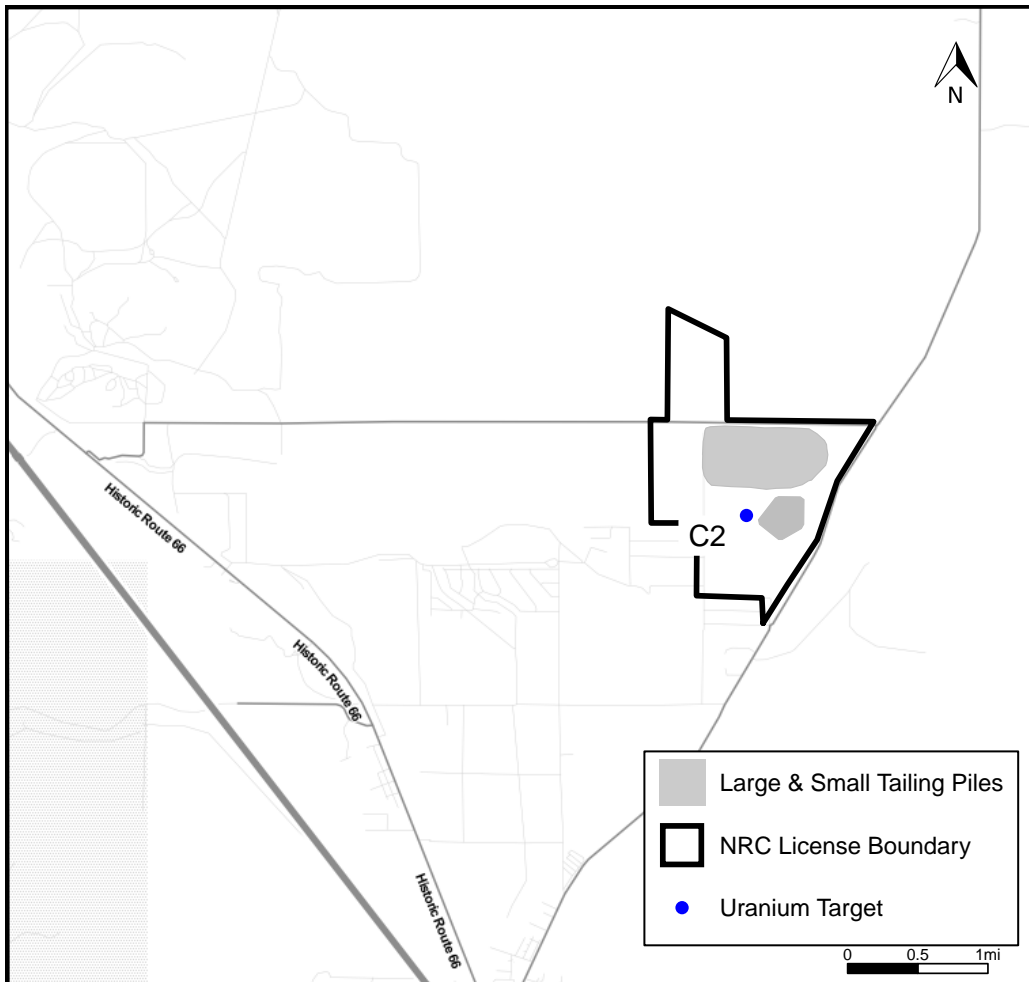 N
Historic Route 66
C2
Historic Route 66
Historic Route 66
Large & Small Tailing Piles
NRC License Boundary
Uranium Target
0 0.5 1mi